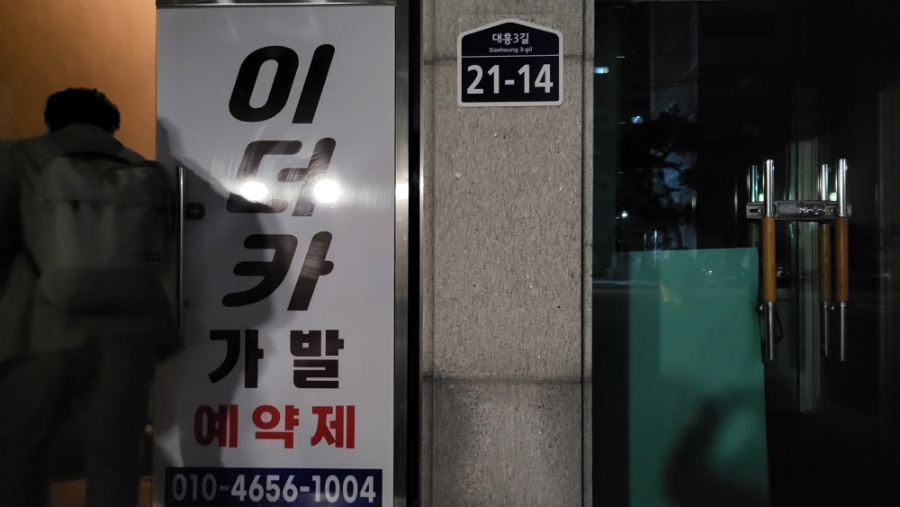 이
더
카
가발
예약제
010-4656-1004
대흥3길
Daeheung 3-gil
21-14